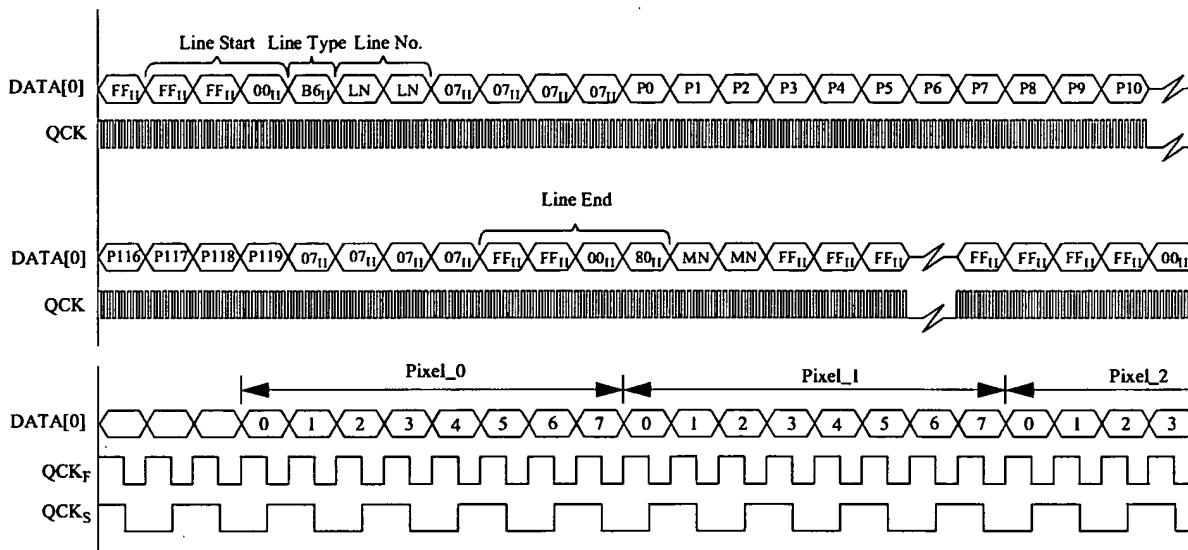 Line Start Line Type Line No.
DATA[0] FFH FFH FFH 00H B6H LN LN 07H 07H 07H 07H P0 P1 P2 P3 P4 P5 P6 P7 P8 P9 P10
QCK
Line End
DATA[0] P116 P117 P118 P119 07H 07H 07H 07H FFH FFH 00H 80H MN MN FFH FFH FFH FFH FFH FFH FFH 00H
QCK
Pixel_0 Pixel_1 Pixel_2
DATA[0] 0 1 2 3 4 5 6 7 0 1 2 3 4 5 6 7 0 1 2 3
QCKF
QCKS